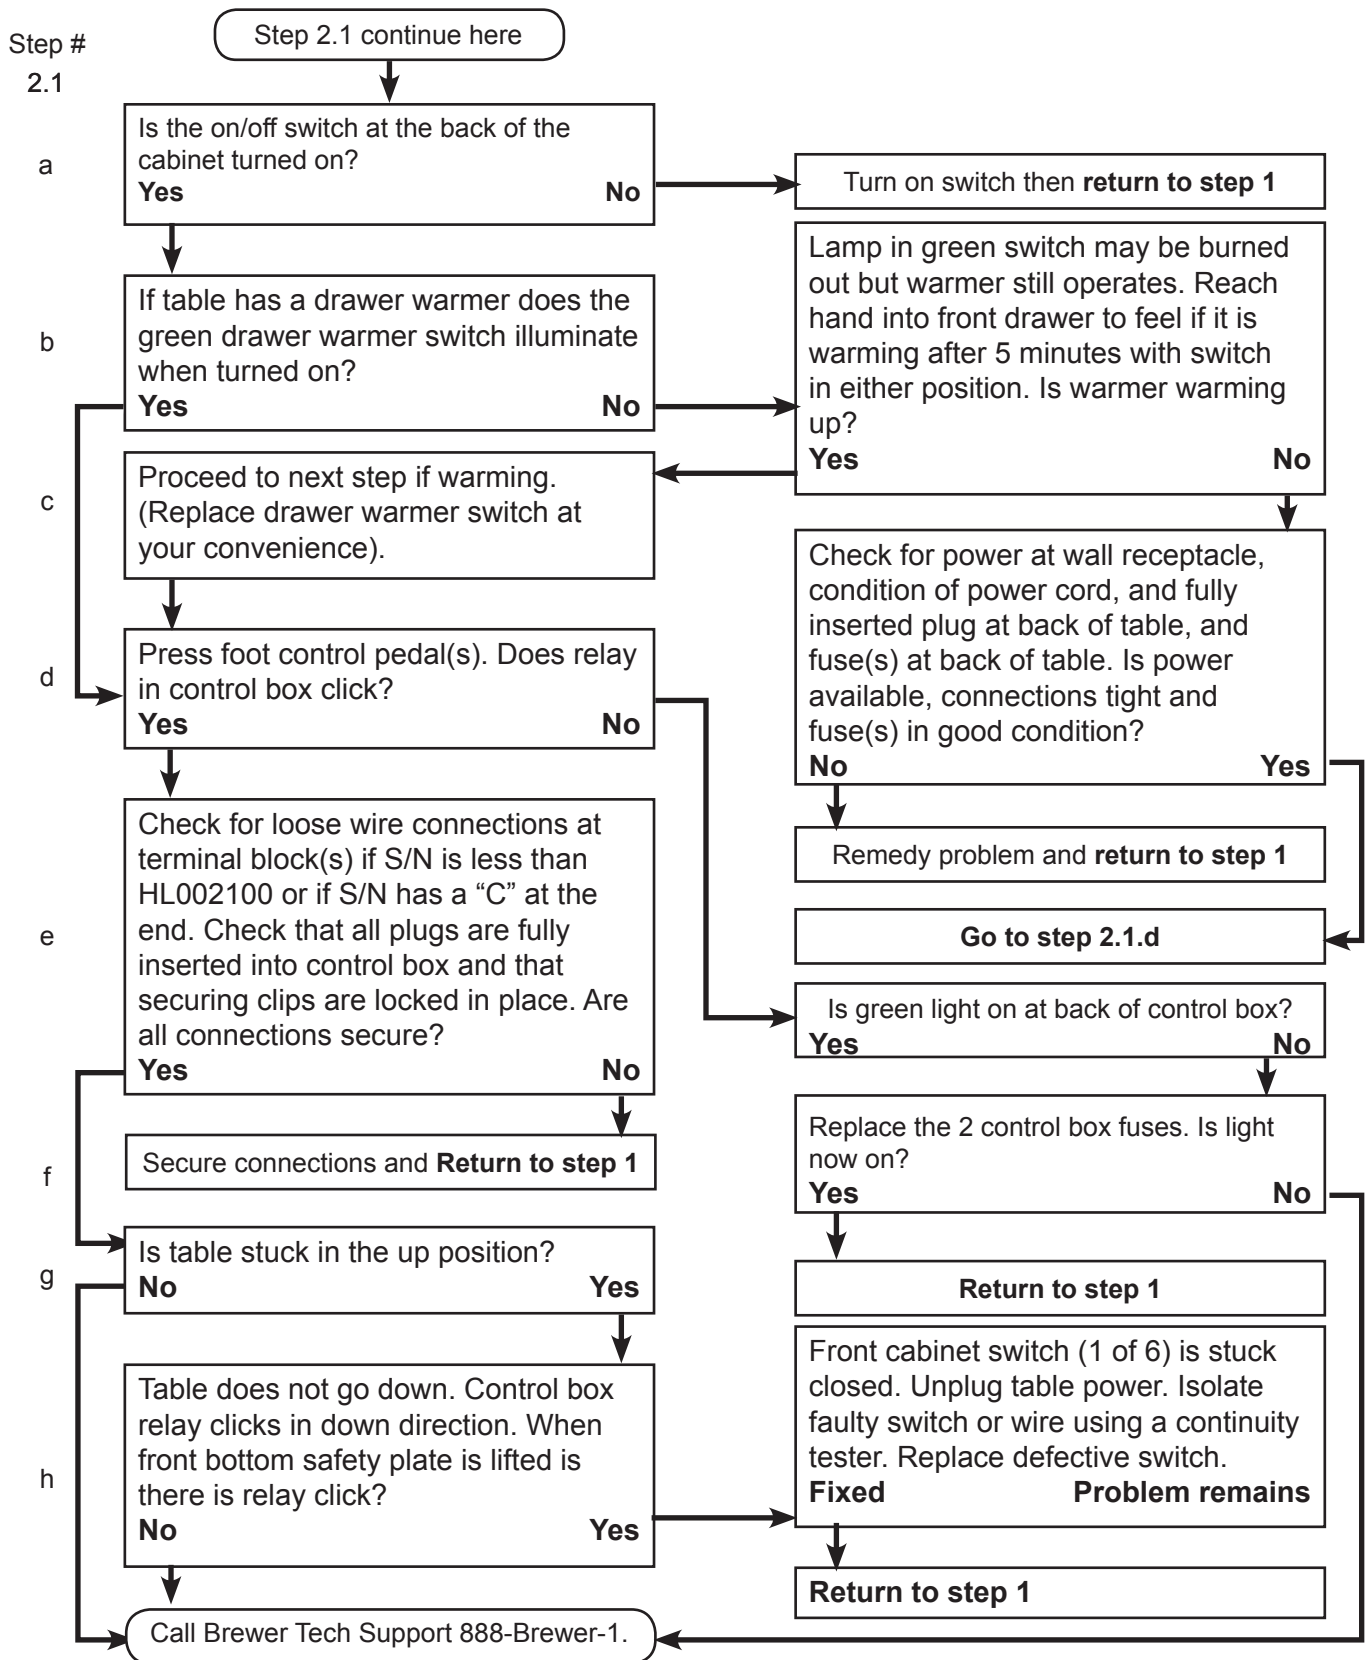 Step #
2.1
Step 2.1 continue here
a
Is the on/off switch at the back of the
cabinet turned on?
Yes No
Turn on switch then return to step 1
b
If table has a drawer warmer does the
green drawer warmer switch illuminate
when turned on?
Yes No
Lamp in green switch may be burned
out but warmer still operates. Reach
hand into front drawer to feel if it is
warming after 5 minutes with switch
in either position. Is warmer warming
up?
Yes No
c
Proceed to next step if warming.
(Replace drawer warmer switch at
your convenience).
Check for power at wall receptacle,
condition of power cord, and fully
inserted plug at back of table, and
fuse(s) at back of table. Is power
available, connections tight and
fuse(s) in good condition?
No Yes
d
Press foot control pedal(s). Does relay
in control box click?
Yes No
Remedy problem and return to step 1
Go to step 2.1.d
e
Check for loose wire connections at
terminal block(s) if S/N is less than
HL002100 or if S/N has a “C” at the
end. Check that all plugs are fully
inserted into control box and that
securing clips are locked in place. Are
all connections secure?
Yes No
Is green light on at back of control box?
Yes No
f
Secure connections and Return to step 1
Replace the 2 control box fuses. Is light
now on?
Yes No
g
Is table stuck in the up position?
No Yes
Return to step 1
h
Table does not go down. Control box
relay clicks in down direction. When
front bottom safety plate is lifted is
there is relay click?
No Yes
Front cabinet switch (1 of 6) is stuck
closed. Unplug table power. Isolate
faulty switch or wire using a continuity
tester. Replace defective switch.
Fixed Problem remains
Return to step 1
Call Brewer Tech Support 888-Brewer-1.